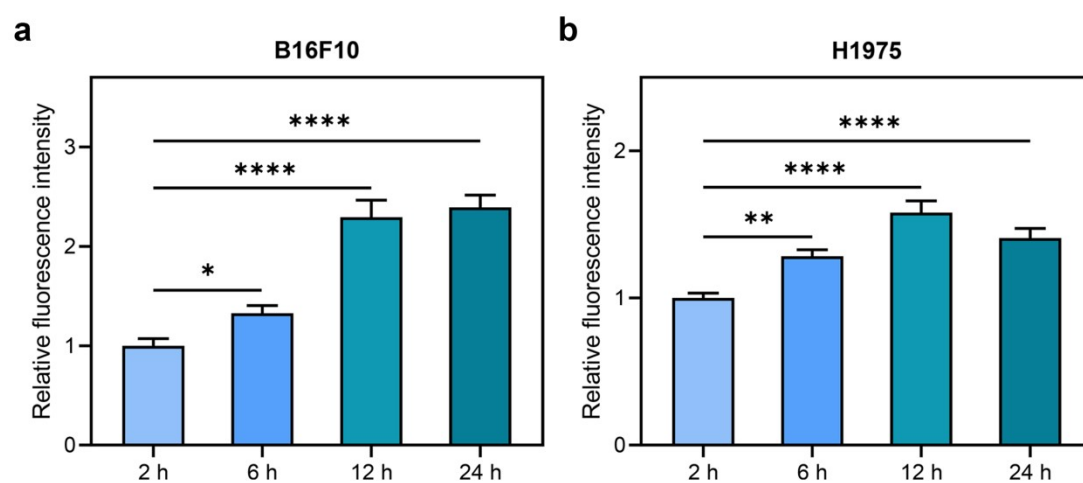 a
B16F10
Relative fluorescence intensity
3
2
1
0
****
****
*
2 h 6 h 12 h 24 h
b
H1975
Relative fluorescence intensity
2
1
0
****
****
**
2 h 6 h 12 h 24 h